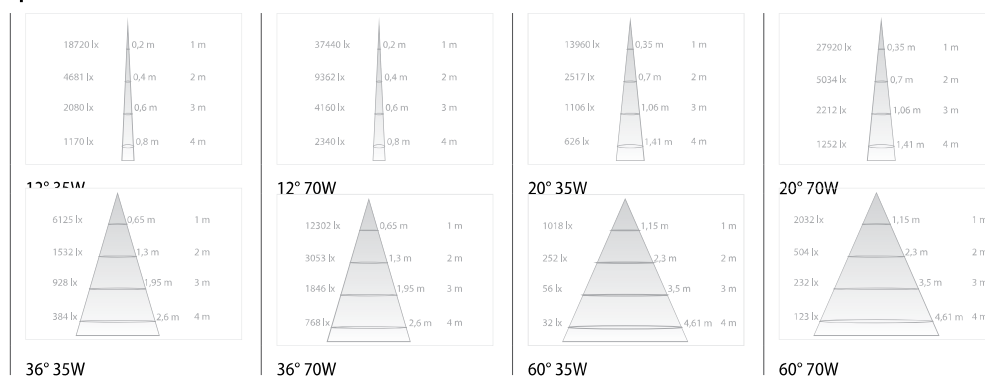 18720 lx 0,2 m 1 m
4681 lx 0,4 m 2 m
2080 lx 0,6 m 3 m
1170 lx 0,8 m 4 m
12° 35W
37440 lx 0,2 m 1 m
9362 lx 0,4 m 2 m
4160 lx 0,6 m 3 m
2340 lx 0,8 m 4 m
12° 70W
13960 lx 0,35 m 1 m
2517 lx 0,7 m 2 m
1106 lx 1,06 m 3 m
626 lx 1,41 m 4 m
20° 35W
27920 lx 0,35 m 1 m
5034 lx 0,7 m 2 m
2212 lx 1,06 m 3 m
1252 lx 1,41 m 4 m
20° 70W
6125 lx 0,65 m 1 m
1532 lx 1,3 m 2 m
928 lx 1,95 m 3 m
384 lx 2,6 m 4 m
36° 35W
12302 lx 0,65 m 1 m
3053 lx 1,3 m 2 m
1846 lx 1,95 m 3 m
768 lx 2,6 m 4 m
36° 70W
1018 lx 1,15 m 1 m
252 lx 2,3 m 2 m
56 lx 3,5 m 3 m
32 lx 4,61 m 4 m
60° 35W
2032 lx 1,15 m 1 m
504 lx 2,3 m 2 m
232 lx 3,5 m 3 m
123 lx 4,61 m 4 m
60° 70W